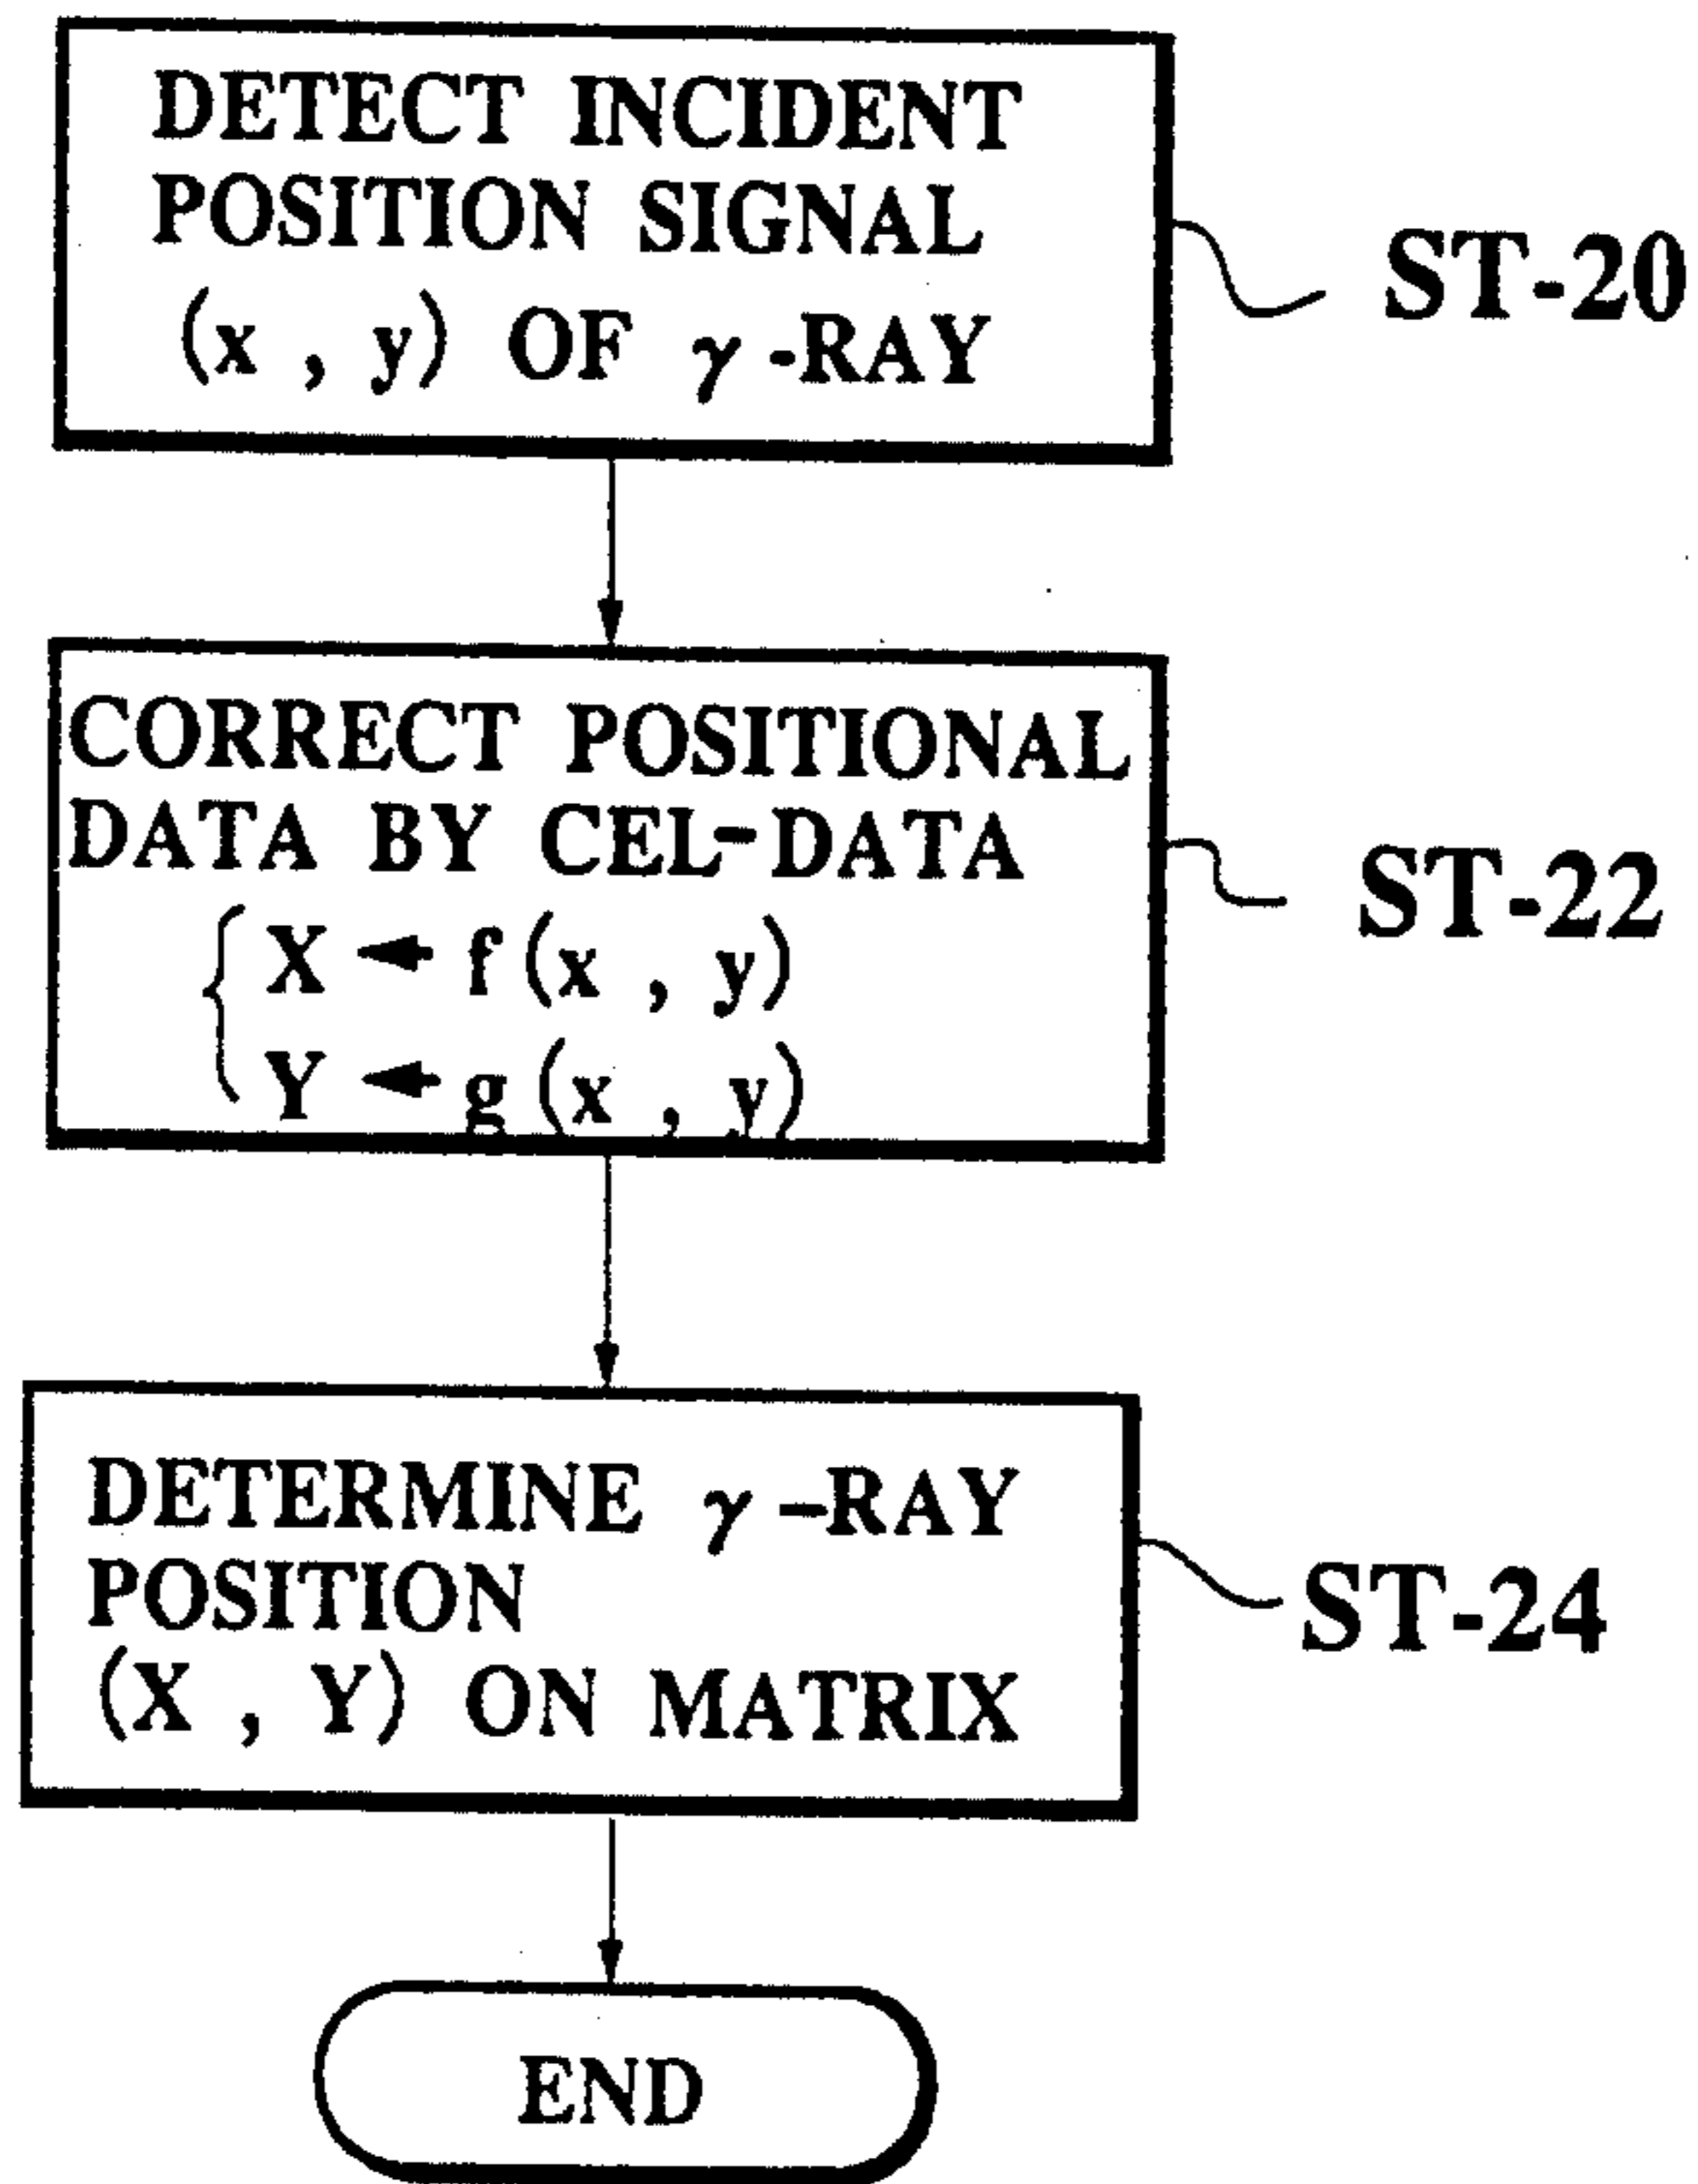 DETECT INCIDENT
POSITION SIGNAL
(x , y) OF γ-RAY
ST-20
CORRECT POSITIONAL
DATA BY CEL-DATA
X ← f(x , y)
Y ← g(x , y)
ST-22
DETERMINE γ-RAY
POSITION
(X , Y) ON MATRIX
ST-24
END